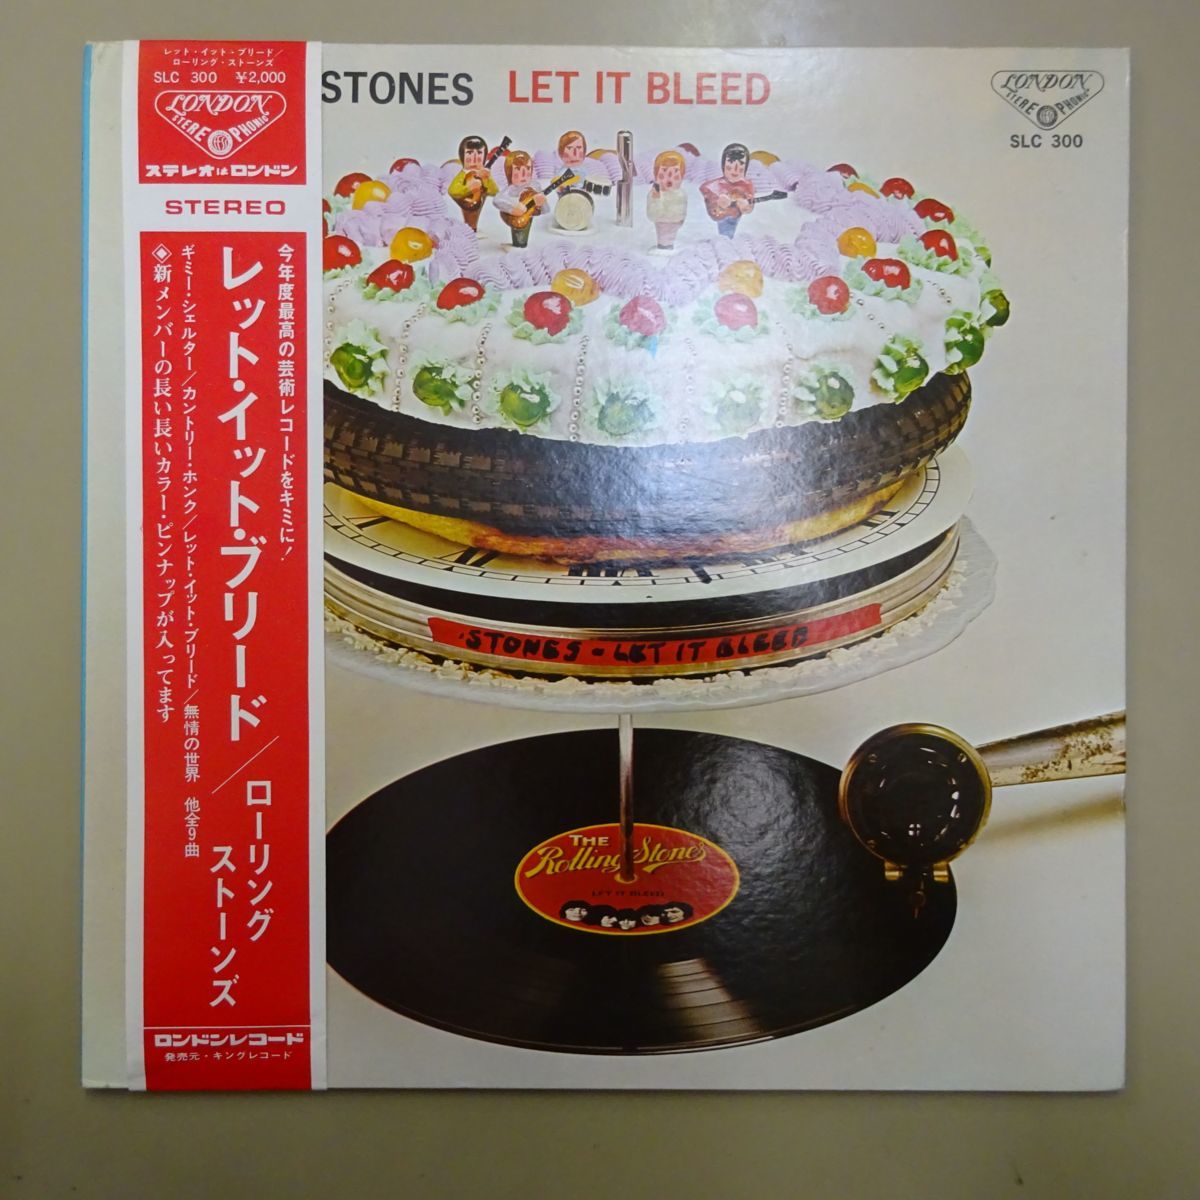 レット・イット・ブリード/
ローリング・ストーンズ
SLC 300 ¥2,000
LONDON
STEREOPHONIC
ステレオはロンドン
STEREO
今年度最高の芸術レコードをキミに!
レット・イット・ブリード/ローリング
ストーンズ
ギミー・シェルター/カントリー・ホンク/レット・イット・ブリード/無情の世界 他全9曲
◈新メンバーの長い長いカラー・ピンナップが入ってます
ロンドンレコード
発売元・キングレコード
STONES LET IT BLEED
LONDON
STEREOPHONIC
SLC 300
STONES - LET IT BLEED
THE
Rolling Stones
LET IT BLEED